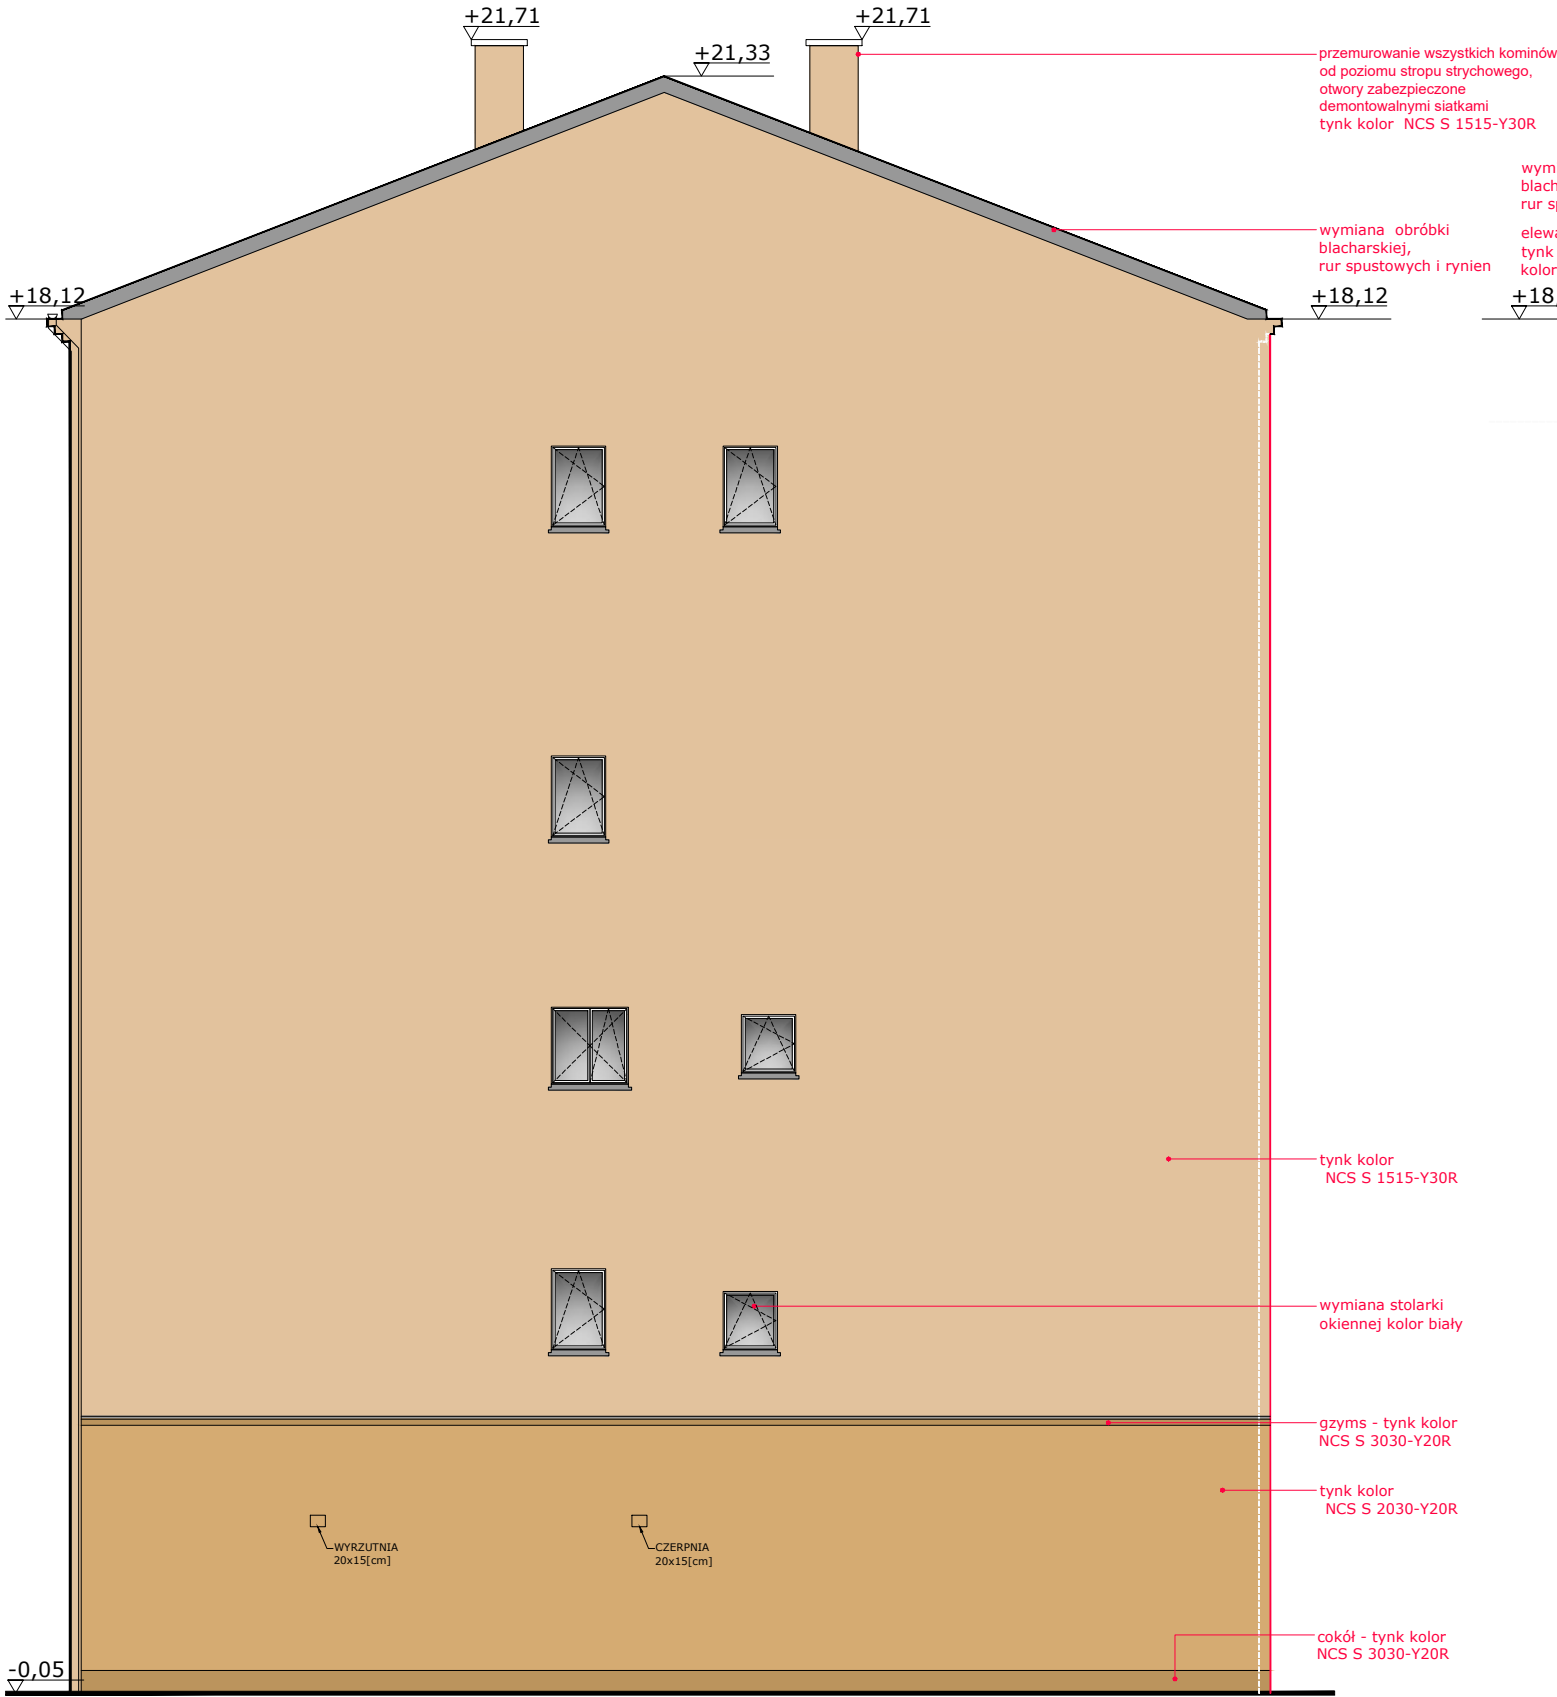 +21,71
+21,71
+21,33
przemurowanie wszystkich kominów
od poziomu stropu strychowego,
otwory zabezpieczone
demontowalnymi siatkami
tynk kolor NCS S 1515-Y30R
wymiana obróbki
blacharskiej,
rur spustowych i rynien
+18,12
+18,12
tynk kolor
NCS S 1515-Y30R
wymiana stolarki
okiennej kolor biały
gzyms - tynk kolor
NCS S 3030-Y20R
tynk kolor
NCS S 2030-Y20R
WYRZUTNIA
20x15[cm]
CZERPNIA
20x15[cm]
cokół - tynk kolor
NCS S 3030-Y20R
-0,05
tynk
kolor